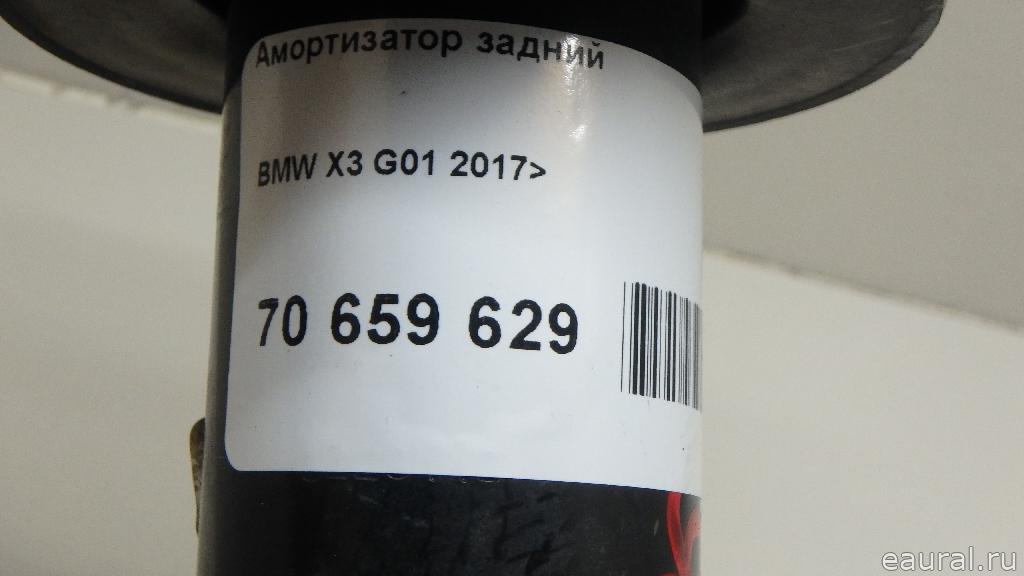 Амортизатор задний
BMW X3 G01 2017>
70 659 629
eaural.ru